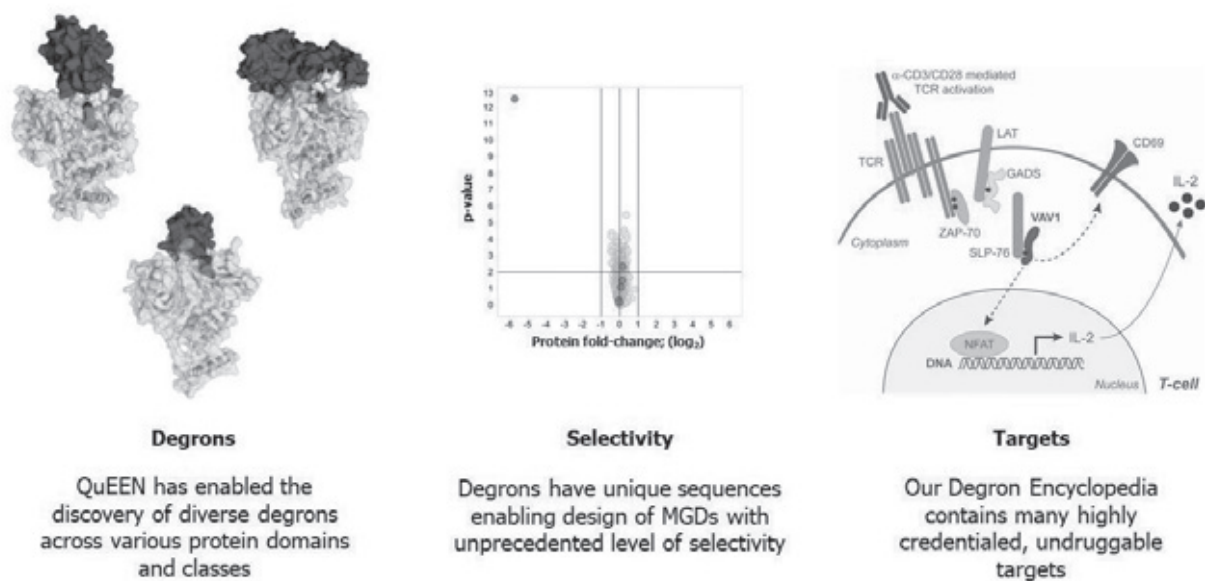 13
12
11
10
9
8
7
6
5
4
3
2
1
0
p-value
-6 -5 -4 -3 -2 -1 0 1 2 3 4 5 6
Protein fold-change; (log₂)
α-CD3/CD28 mediated
TCR activation
LAT
CD69
TCR
GADS
IL-2
ZAP-70
VAV1
SLP-76
Cytoplasm
NFAT
IL-2
DNA
Nucleus
T-cell
Degrons
QuEEN has enabled the
discovery of diverse degrons
across various protein domains
and classes
Selectivity
Degrons have unique sequences
enabling design of MGDs with
unprecedented level of selectivity
Targets
Our Degron Encyclopedia
contains many highly
credentialed, undruggable
targets